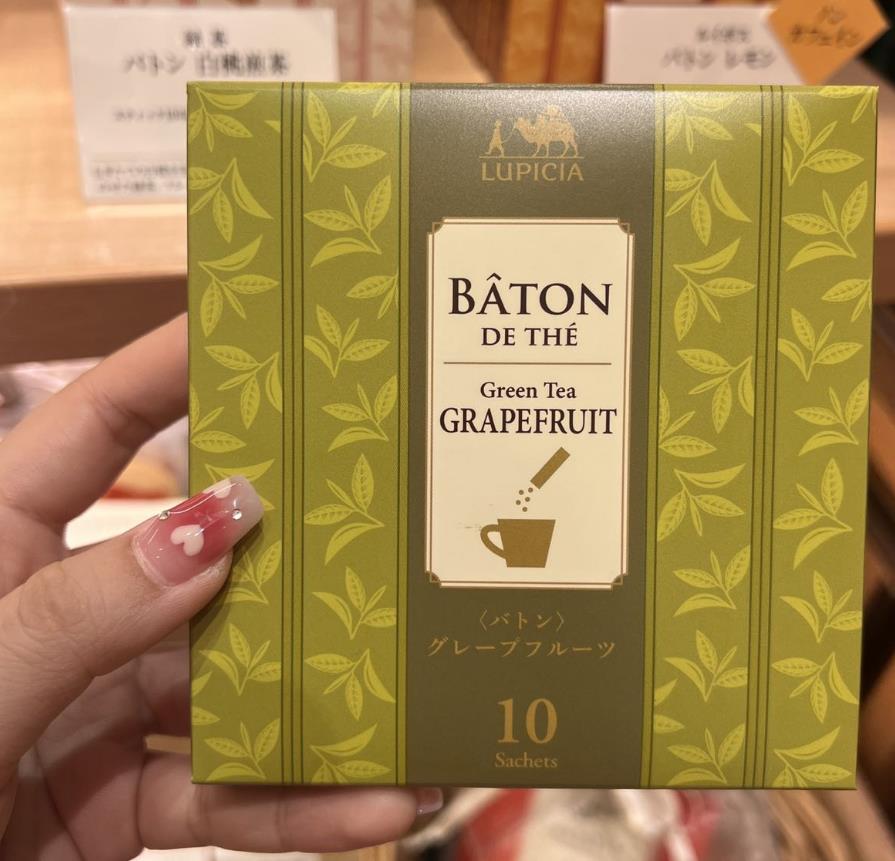 バトン 白桃煎茶
バトン レモン
LUPICIA
BÂTON
DE THÉ
Green Tea
GRAPEFRUIT
〈バトン〉
グレープフルーツ
10
Sachets